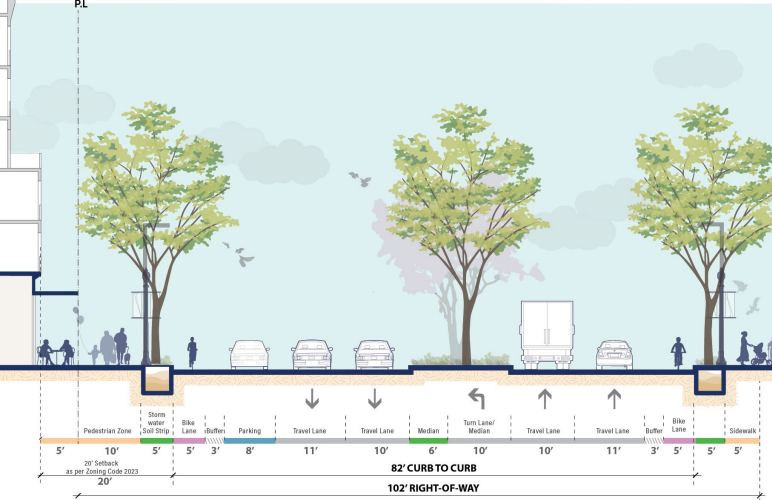 P.L
Storm
water
Soil Strip
Pedestrian Zone
Bike
Lane
Buffer
Parking
Travel Lane
Travel Lane
Median
Turn Lane/
Median
Travel Lane
Travel Lane
Buffer
Bike
Lane
Sidewalk
5’ 10’ 5’ 5’ 3’ 8’ 11’ 10’ 6’ 10’ 10’ 11’ 3’ 5’ 5’ 5’
20’ Setback
as per Zoning Code 2023
20’
82’ CURB TO CURB
102’ RIGHT-OF-WAY